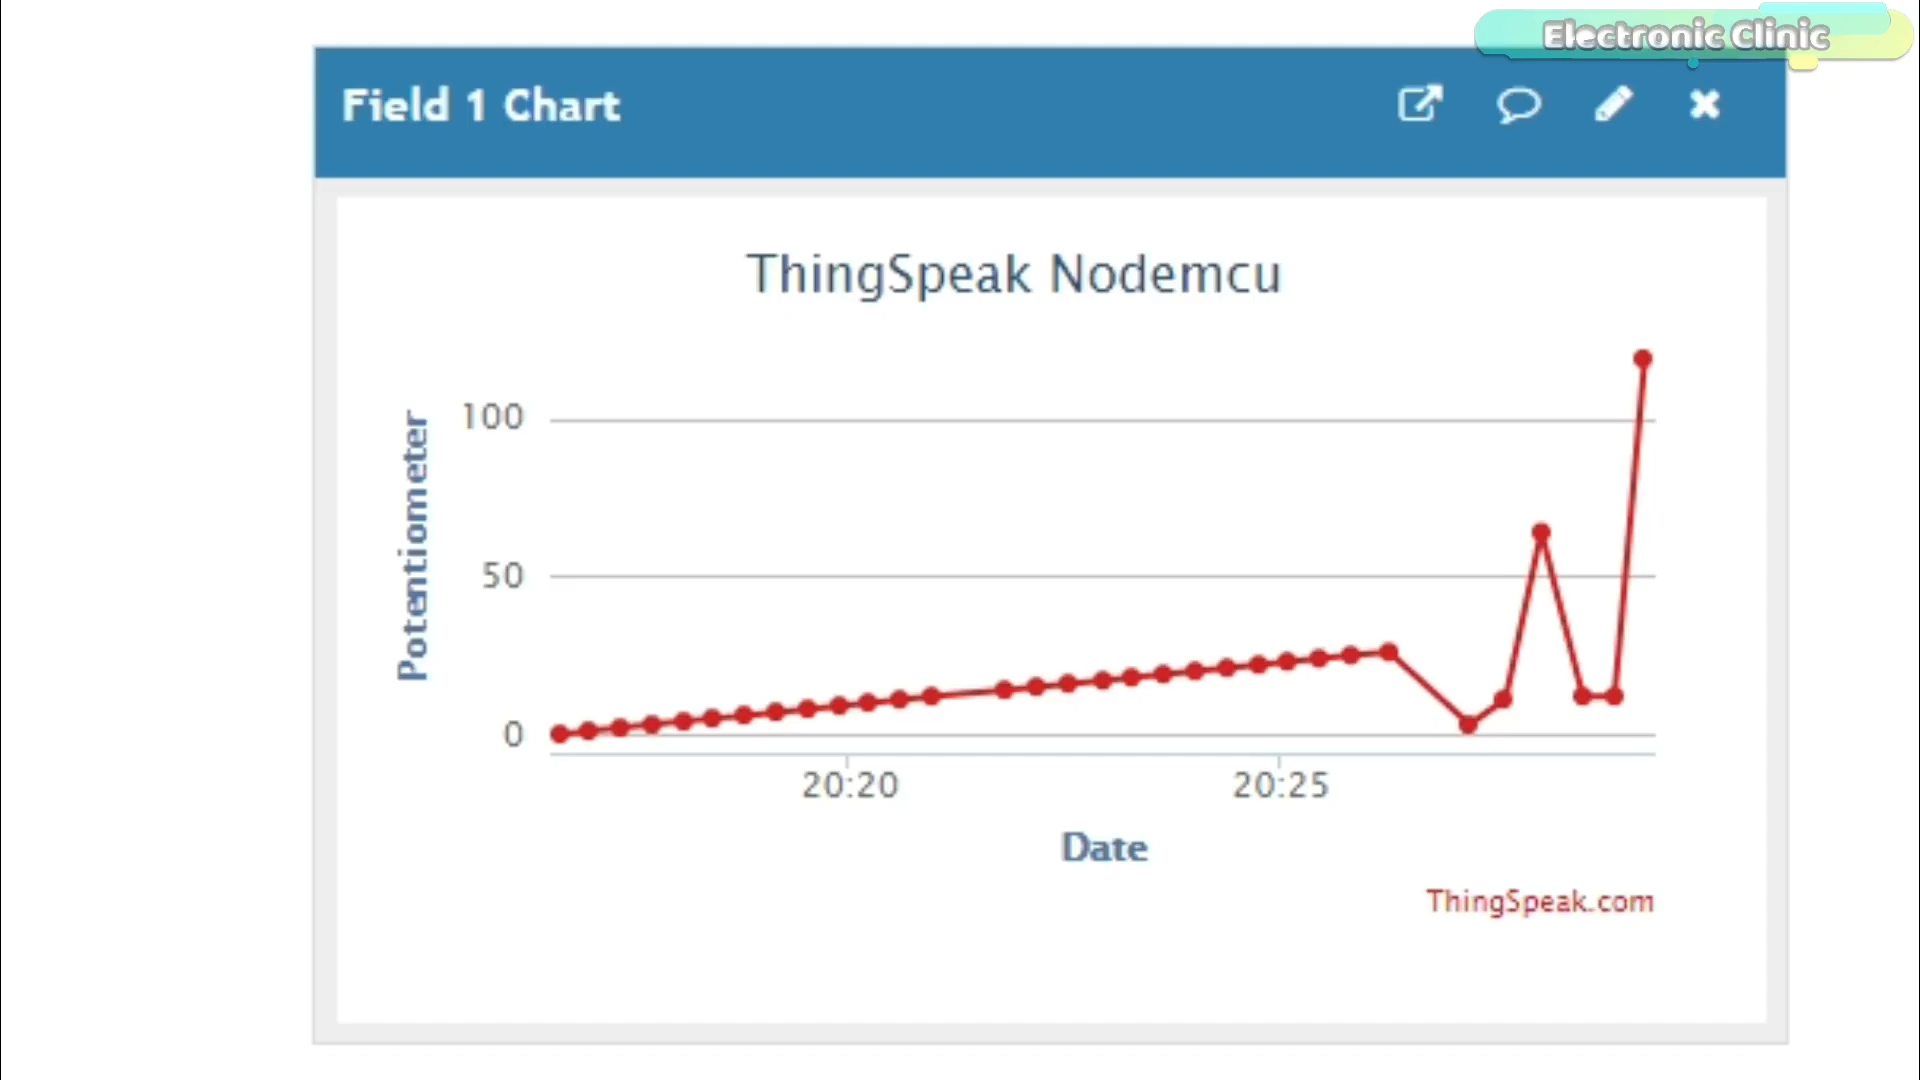 Electronic Clinic
Field 1 Chart
ThingSpeak Nodemcu
Potentiometer
100
50
0
20:20
20:25
Date
ThingSpeak.com